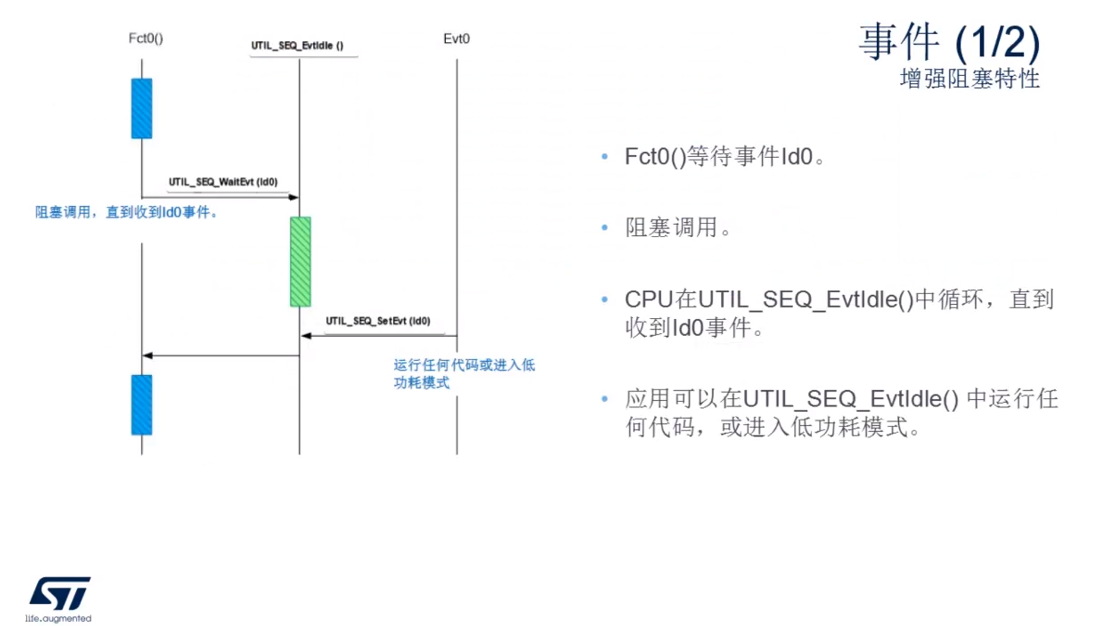 Fct0()
UTIL_SEQ_EvtIdle ()
Evt0
UTIL_SEQ_WaitEvt (Id0)
阻塞调用，直到收到Id0事件。
UTIL_SEQ_SetEvt (Id0)
运行任何代码或进入低
功耗模式
事件 (1/2)
增强阻塞特性
• Fct0()等待事件Id0。
• 阻塞调用。
• CPU在UTIL_SEQ_EvtIdle()中循环，直到
收到Id0事件。
• 应用可以在UTIL_SEQ_EvtIdle() 中运行任
何代码，或进入低功耗模式。
ST
life.augmented